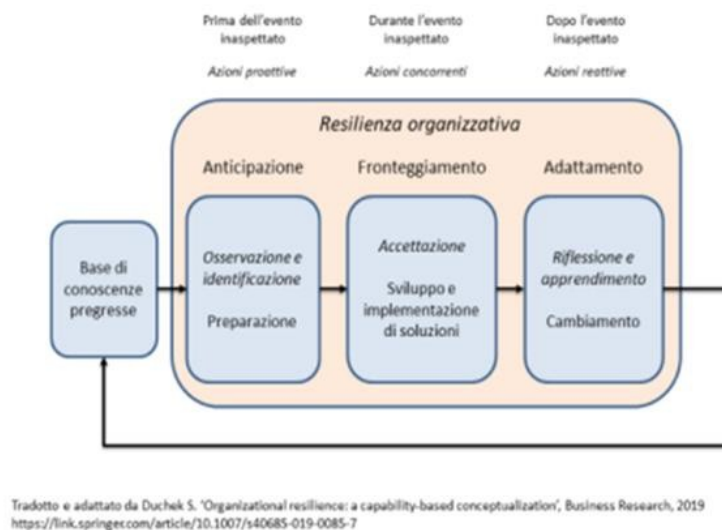 Prima dell'evento
inaspettato
Azioni proattive
Durante l'evento
inaspettato
Azioni concorrenti
Dopo l'evento
inaspettato
Azioni reattive
Resilienza organizzativa
Anticipazione
Fronteggiamento
Adattamento
Base di
conoscenze
pregresse
Osservazione e
identificazione
Preparazione
Accettazione
Sviluppo e
implementazione
di soluzioni
Riflessione e
apprendimento
Cambiamento
Tradotto e adattato da Duchek S. 'Organizational resilience: a capability-based conceptualization', Business Research, 2019
https://link.springer.com/article/10.1007/s40685-019-0085-7